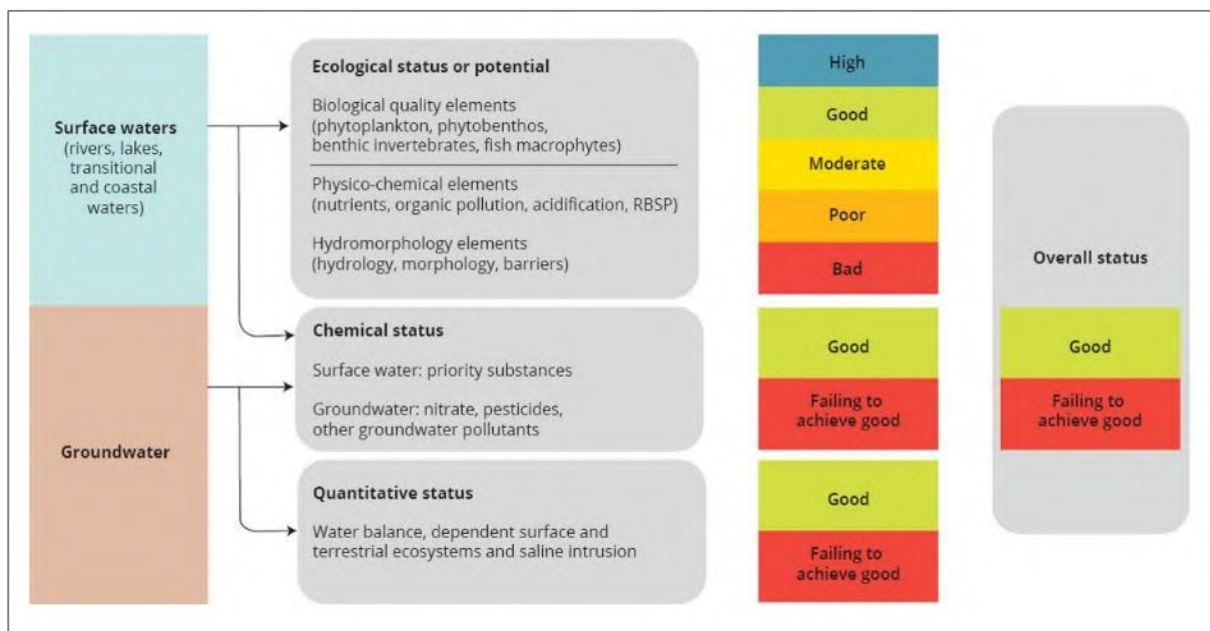 Surface waters
(rivers, lakes,
transitional
and coastal
waters)
Groundwater
Ecological status or potential
Biological quality elements
(phytoplankton, phytobenthos,
benthic invertebrates, fish macrophytes)
Physico-chemical elements
(nutrients, organic pollution, acidification, RBSP)
Hydromorphology elements
(hydrology, morphology, barriers)
Chemical status
Surface water: priority substances
Groundwater: nitrate, pesticides,
other groundwater pollutants
Quantitative status
Water balance, dependent surface and
terrestrial ecosystems and saline intrusion
High
Good
Moderate
Poor
Bad
Good
Failing to
achieve good
Good
Failing to
achieve good
Overall status
Good
Failing to
achieve good